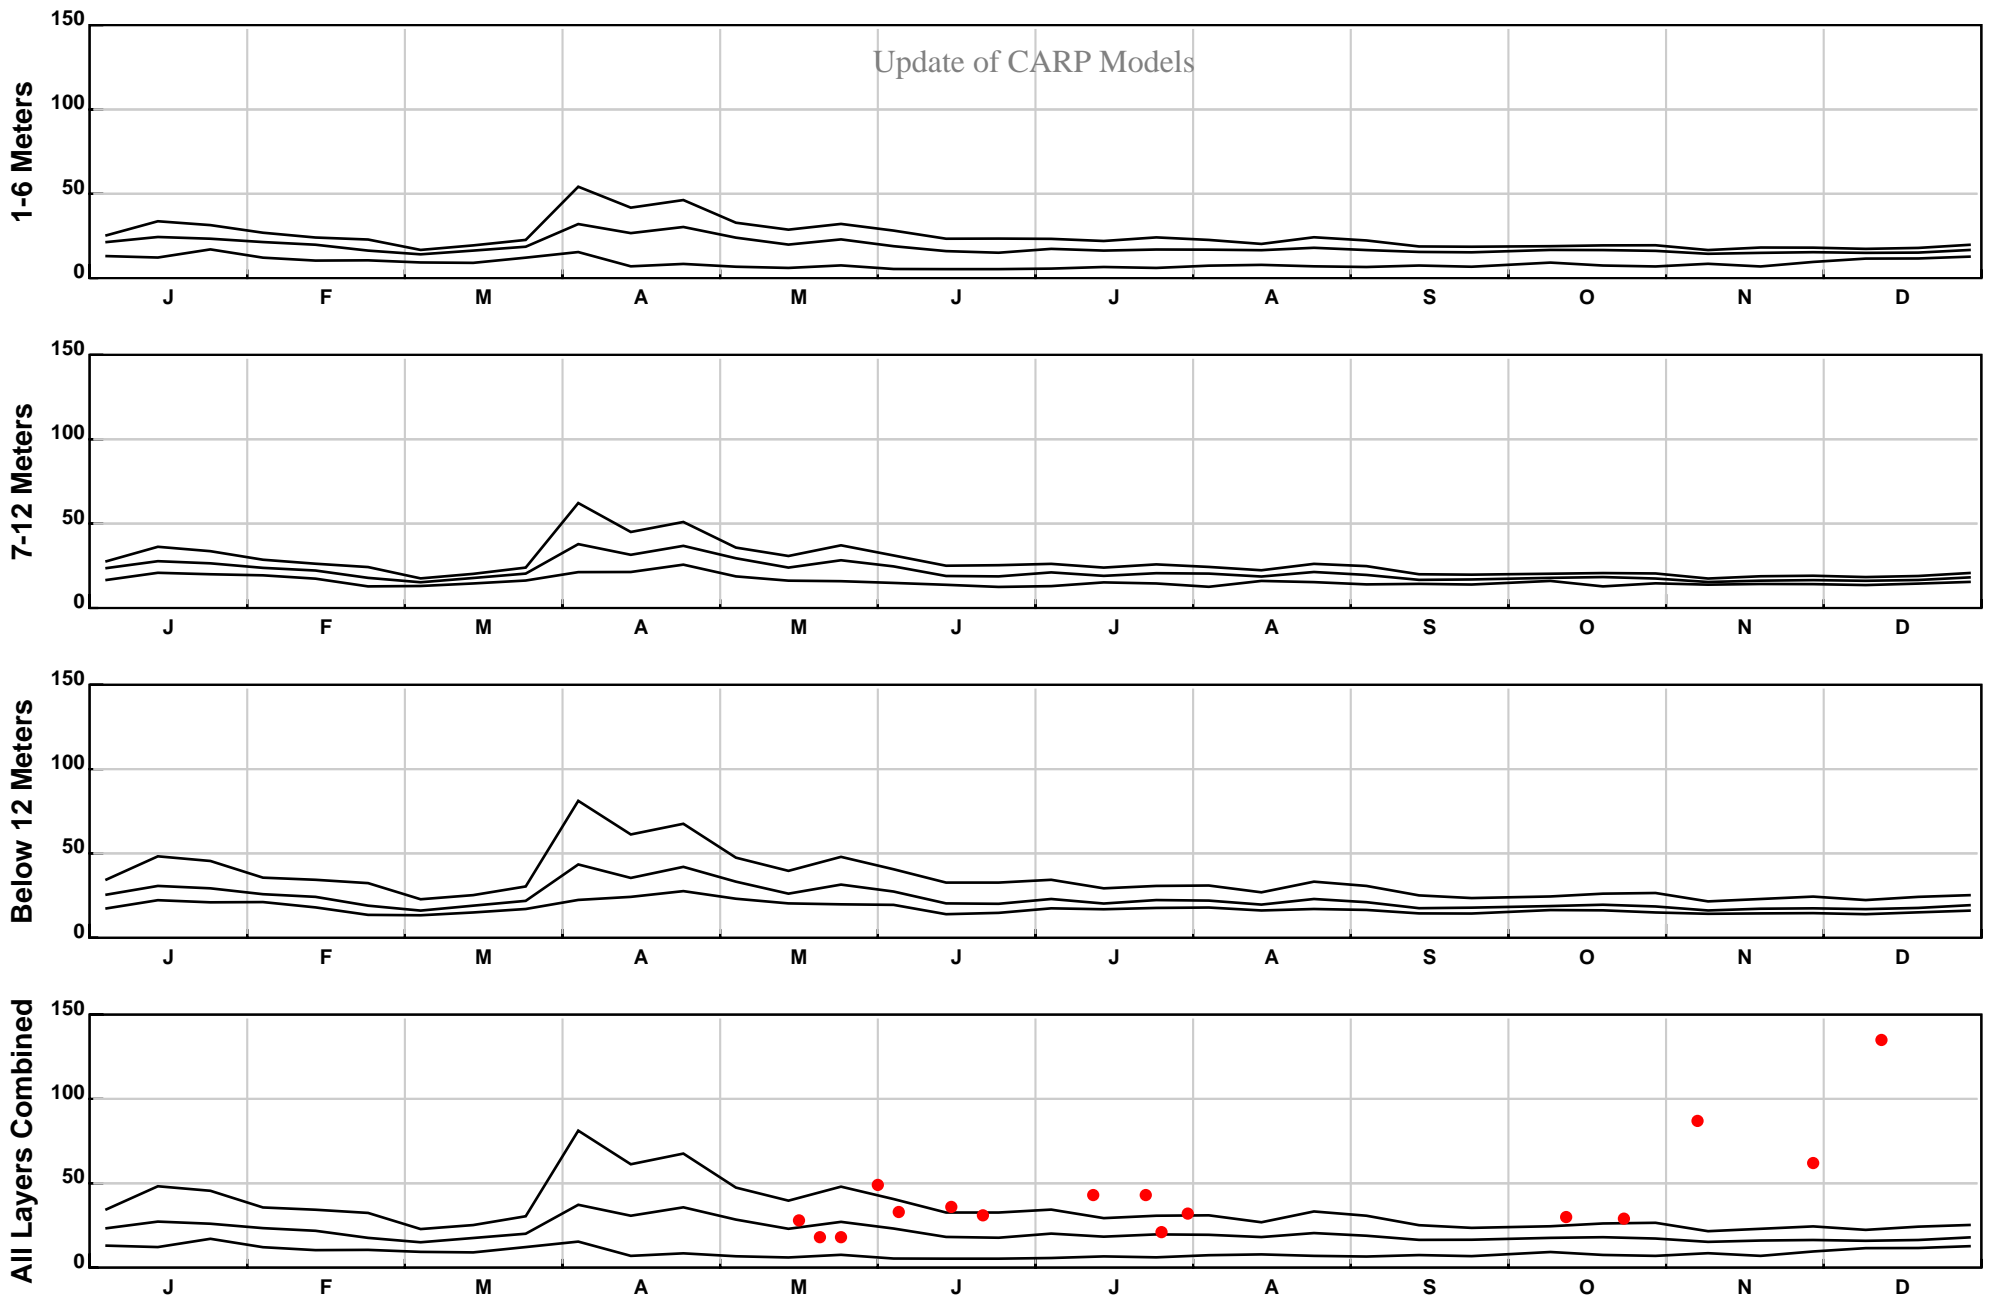 Update of CARP Models
1-6 Meters
150
100
50
0
J F M A M J J A S O N D
7-12 Meters
150
100
50
0
J F M A M J J A S O N D
Below 12 Meters
150
100
50
0
J F M A M J J A S O N D
All Layers Combined
150
100
50
0
J F M A M J J A S O N D